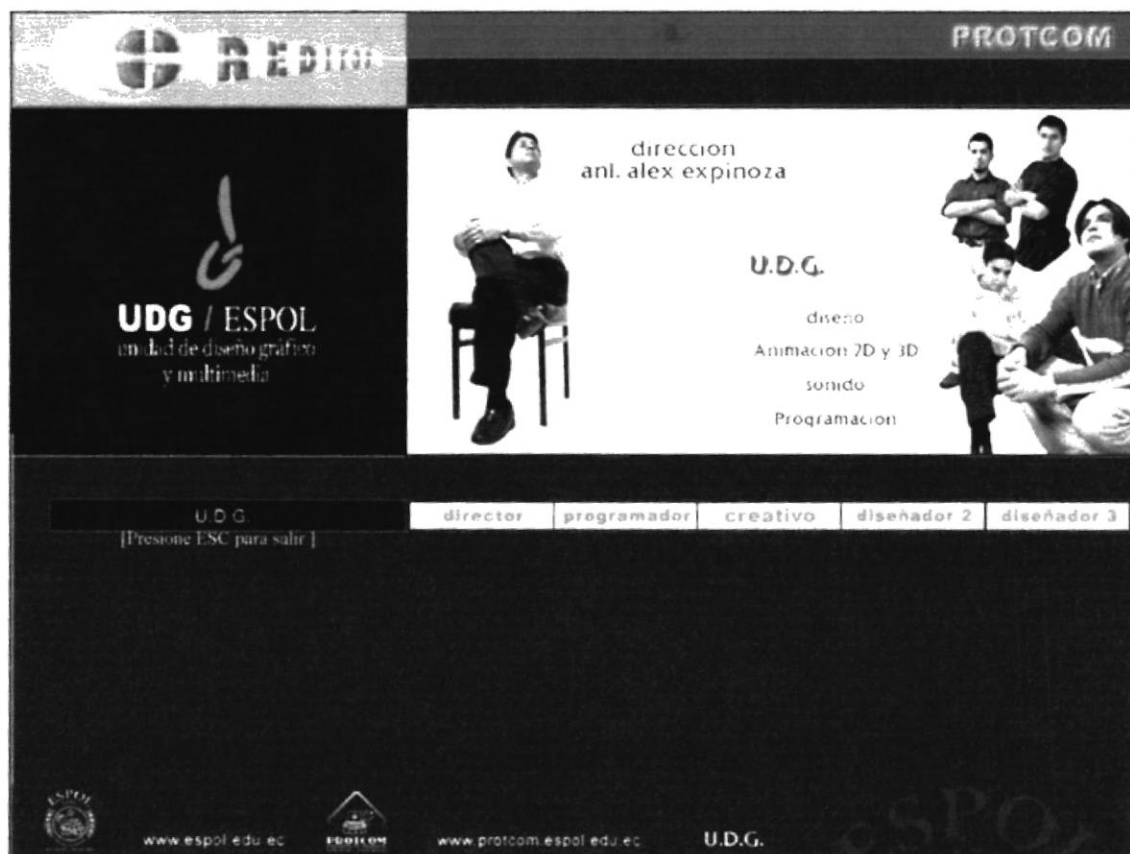 PROTCOM
direccion
anl. alex expinoza
U.D.G.
diseño
Animacion 2D y 3D
sonido
Programacion
UDG / ESPOL
unidad de diseño gráfico
y multimedia
U.D.G.
[Presione ESC para salir ]
director
programador
creativo
diseñador 2
diseñador 3
ESPOL
www.espol.edu.ec
PROTCOM
www.protcom.espol.edu.ec
U.D.G.
ESPOL